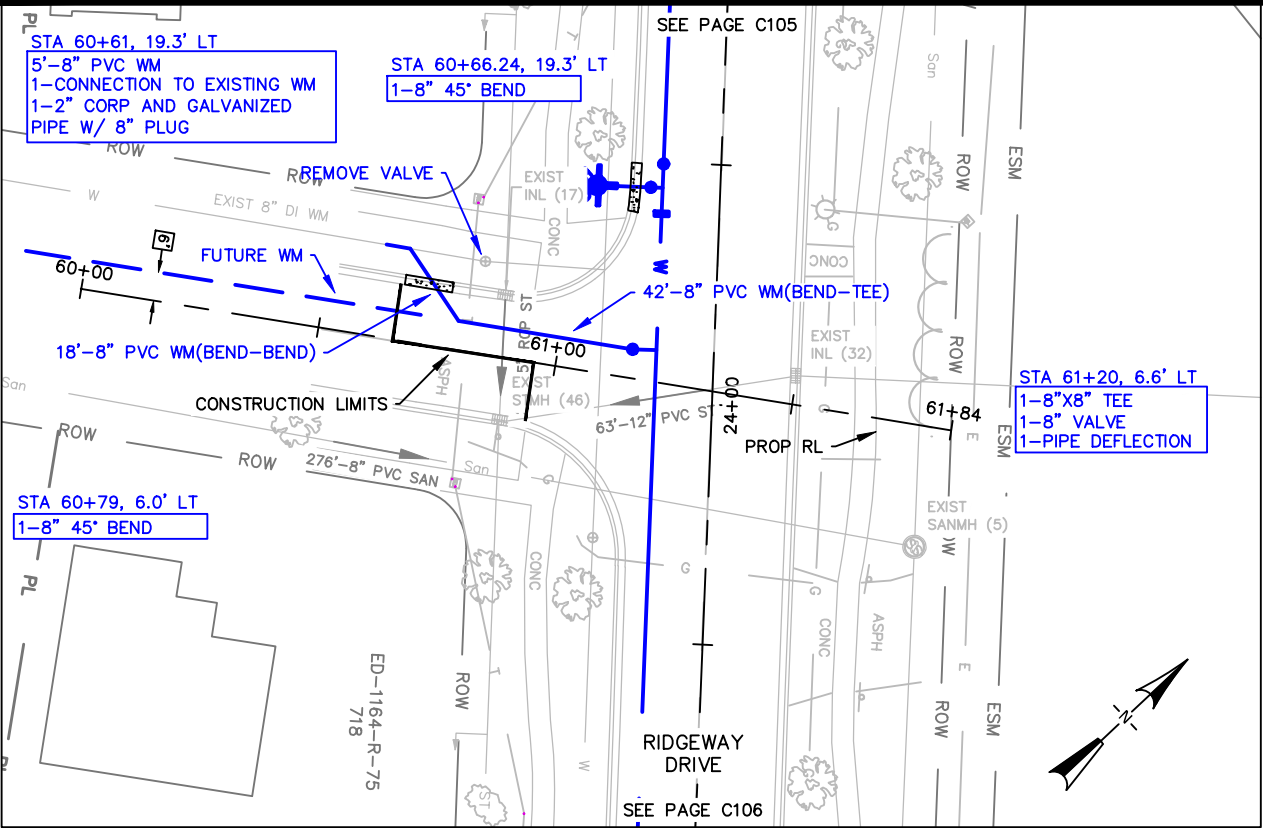 SEE PAGE C105
PL
STA 60+61, 19.3' LT
5'-8" PVC WM
1-CONNECTION TO EXISTING WM
1-2" CORP AND GALVANIZED
PIPE W/ 8" PLUG
STA 60+66.24, 19.3' LT
1-8" 45° BEND
T
San
ROW
ROW
REMOVE VALVE
EXIST
INL (17)
ROW
ESM
W
EXIST 8" DI WM
CONC
G
CONC
6.
FUTURE WM
60+00
W
42'-8" PVC WM(BEND-TEE)
18'-8" PVC WM(BEND-BEND)
61+00
EXIST
INL (32)
ROW
San
ASPH
EXIST
STMH (46)
CONSTRUCTION LIMITS
63'-12" PVC ST
24+00
61+84
STA 61+20, 6.6' LT
1-8"X8" TEE
1-8" VALVE
1-PIPE DEFLECTION
PROP RL
E
ESM
ROW
ROW
276'-8" PVC SAN
San
G
STA 60+79, 6.0' LT
1-8" 45° BEND
EXIST
SANMH (5)
CONC
G
G
PL
CONC
ASPH
E
ED-1164-R-75
718
ROW
T
ROW
ESM
N
RIDGEWAY
DRIVE
W
ST
SEE PAGE C106